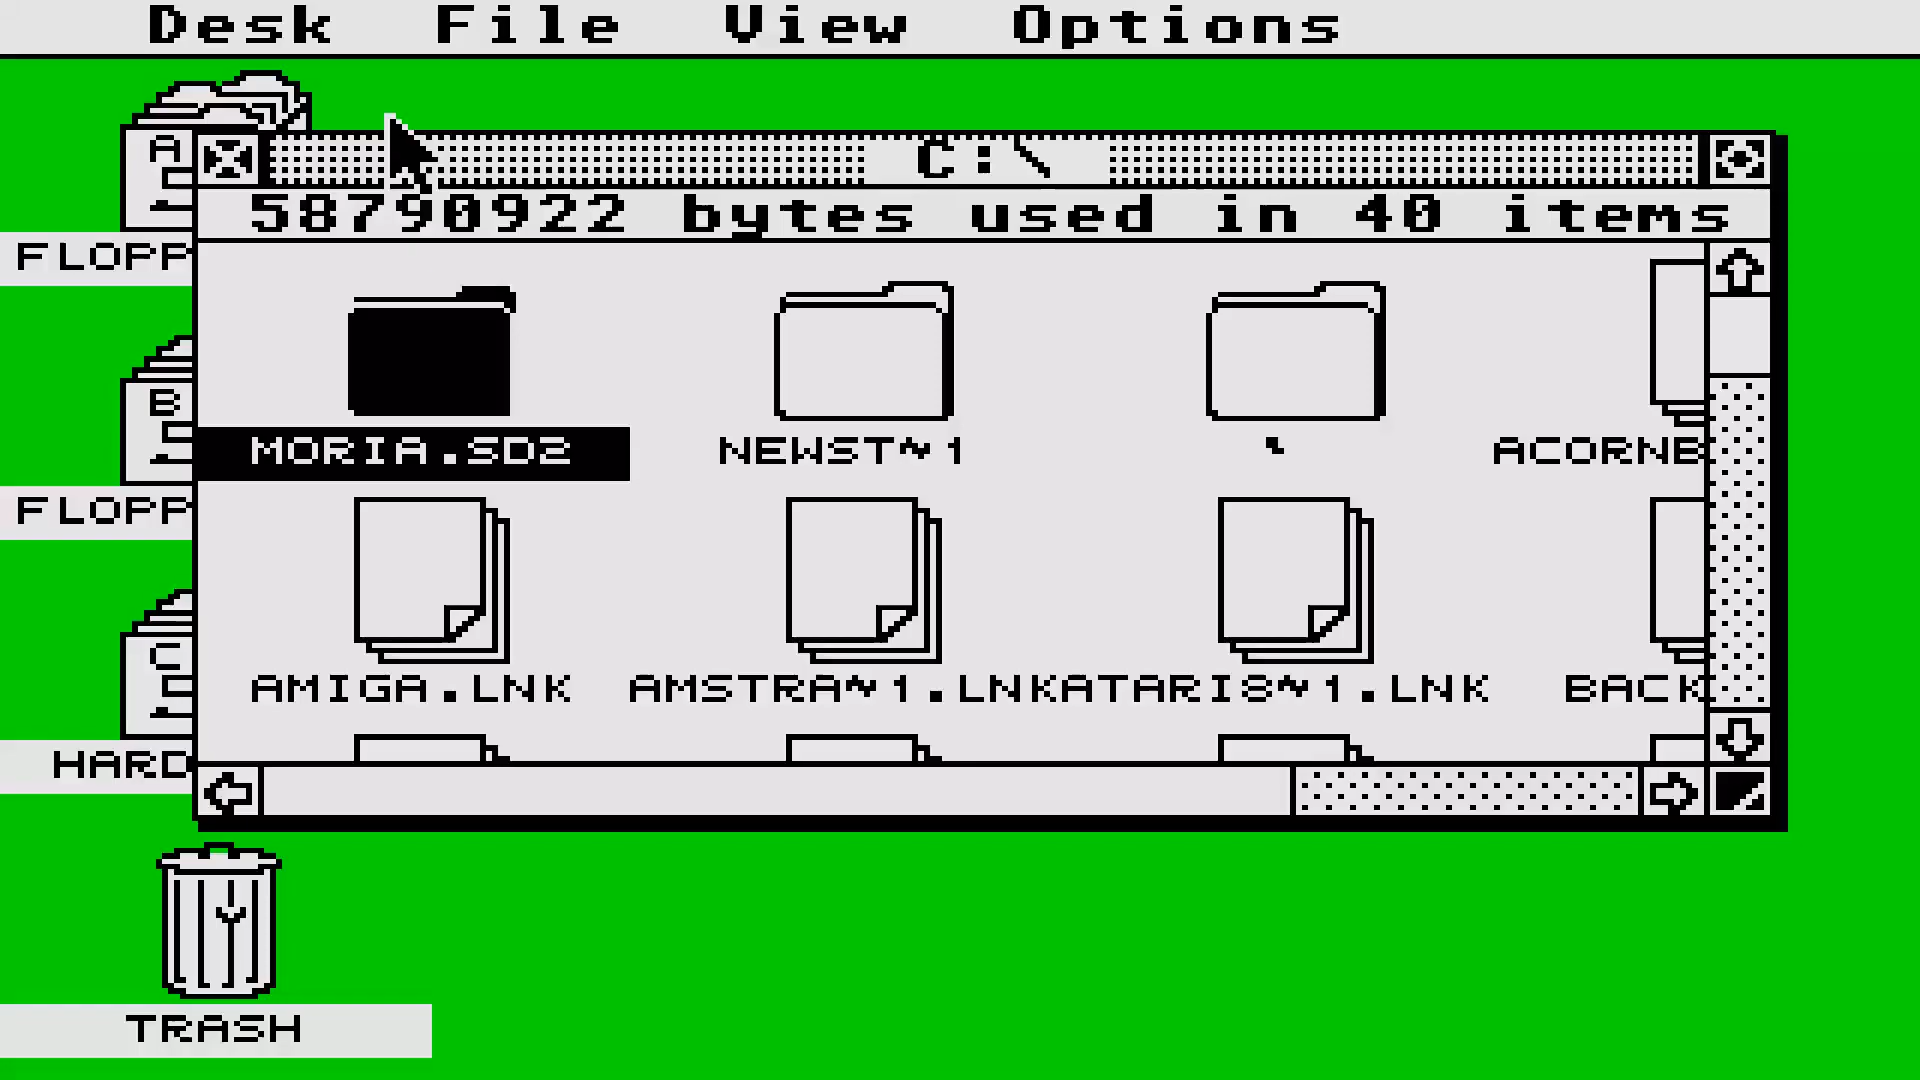 Desk File View Options
A
C:\
58790922 bytes used in 40 items
FLOPP
B
MORIA.SD2 NEWST~1 ACORNB
FLOPP
C
AMIGA.LNK AMSTRA~1.LNK ATARI8~1.LNK BACK
HARD
TRASH